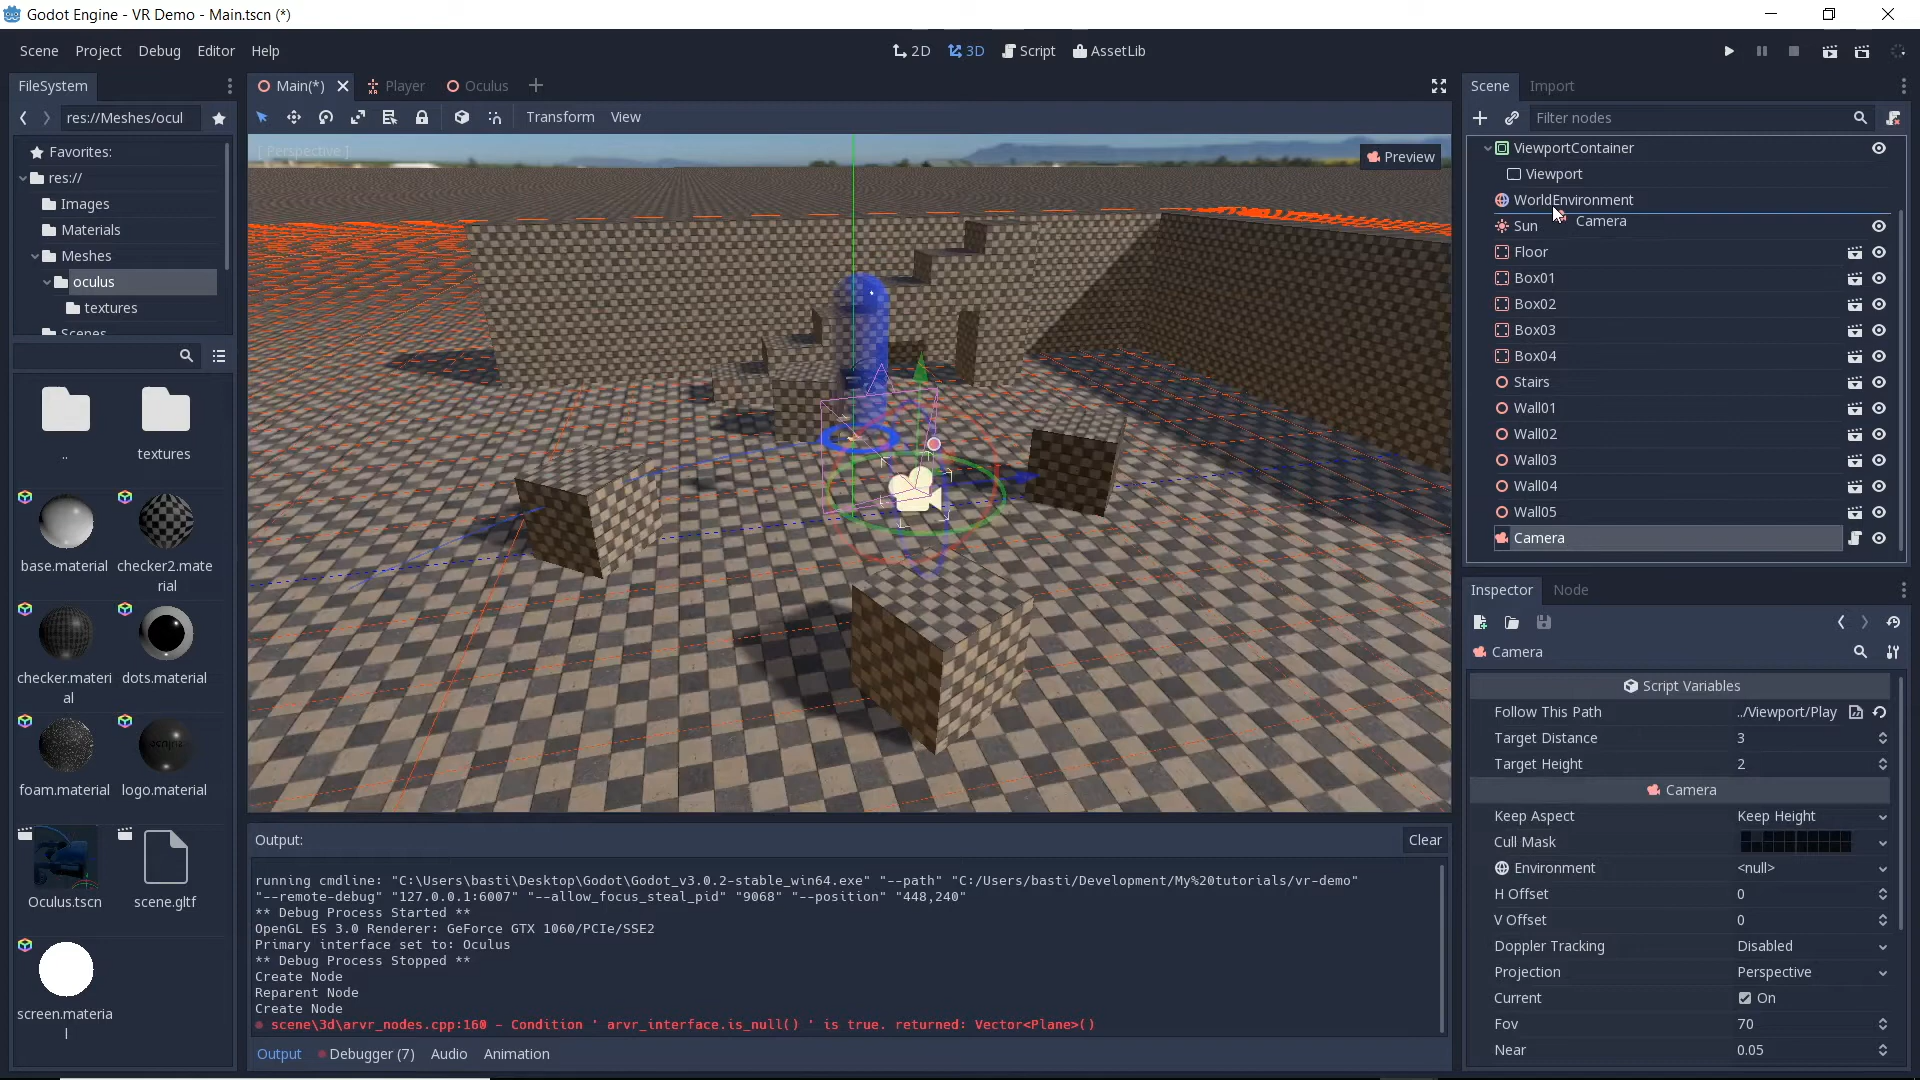 Godot Engine - VR Demo - Main.tscn (*)
Scene Project Debug Editor Help
2D 3D Script AssetLib
FileSystem
res://Meshes/ocul
Favorites:
res://
Images
Materials
Meshes
oculus
textures
Scenes
..
textures
base.material
checker2.mate
rial
checker.materi
al
dots.material
foam.material
logo.material
Oculus.tscn
scene.gltf
screen.materia
l
Main(*) Player Oculus
Transform View
[ Perspective ]
Preview
Output:
Clear
running cmdline: "C:\Users\basti\Desktop\Godot\Godot_v3.0.2-stable_win64.exe" "--path" "C:/Users/basti/Development/My%20tutorials/vr-demo"
"--remote-debug" "127.0.0.1:6007" "--allow_focus_steal_pid" "9068" "--position" "448,240"
** Debug Process Started **
OpenGL ES 3.0 Renderer: GeForce GTX 1060/PCIe/SSE2
Primary interface set to: Oculus
** Debug Process Stopped **
Create Node
Reparent Node
Create Node
scene\3d\arvr_nodes.cpp:160 - Condition ' arvr_interface.is_null() ' is true. returned: Vector<Plane>()
Output Debugger (7) Audio Animation
Scene Import
Filter nodes
ViewportContainer
Viewport
WorldEnvironment
Camera
Sun
Floor
Box01
Box02
Box03
Box04
Stairs
Wall01
Wall02
Wall03
Wall04
Wall05
Camera
Inspector Node
Camera
Script Variables
Follow This Path ../Viewport/Play
Target Distance 3
Target Height 2
Camera
Keep Aspect Keep Height
Cull Mask
Environment <null>
H Offset 0
V Offset 0
Doppler Tracking Disabled
Projection Perspective
Current On
Fov 70
Near 0.05